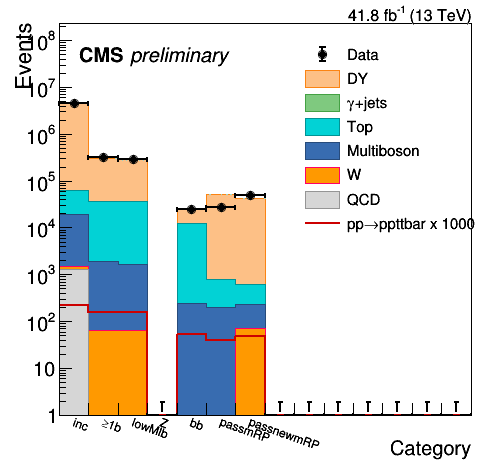 41.8 fb⁻¹ (13 TeV)
Events
CMS preliminary
Data
DY
γ+jets
Top
Multiboson
W
QCD
pp→ppttbar x 1000
10⁸
10⁷
10⁶
10⁵
10⁴
10³
10²
10
1
inc
≥1b
lowMlb
Z
bb
passmRP
passnewmRP
Category